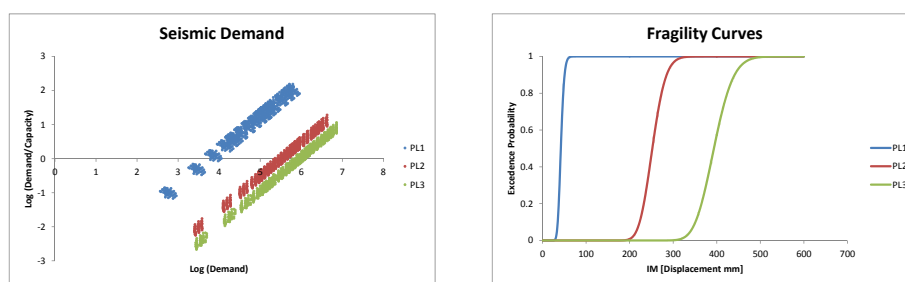 Seismic Demand
3
2
1
0
-1
-2
-3
0 1 2 3 4 5 6 7 8
Log (Demand/Capacity)
Log (Demand)
PL1
PL2
PL3
Fragility Curves
1
0.8
0.6
0.4
0.2
0
0 100 200 300 400 500 600 700
Excedence Probability
IM [Displacement mm]
PL1
PL2
PL3